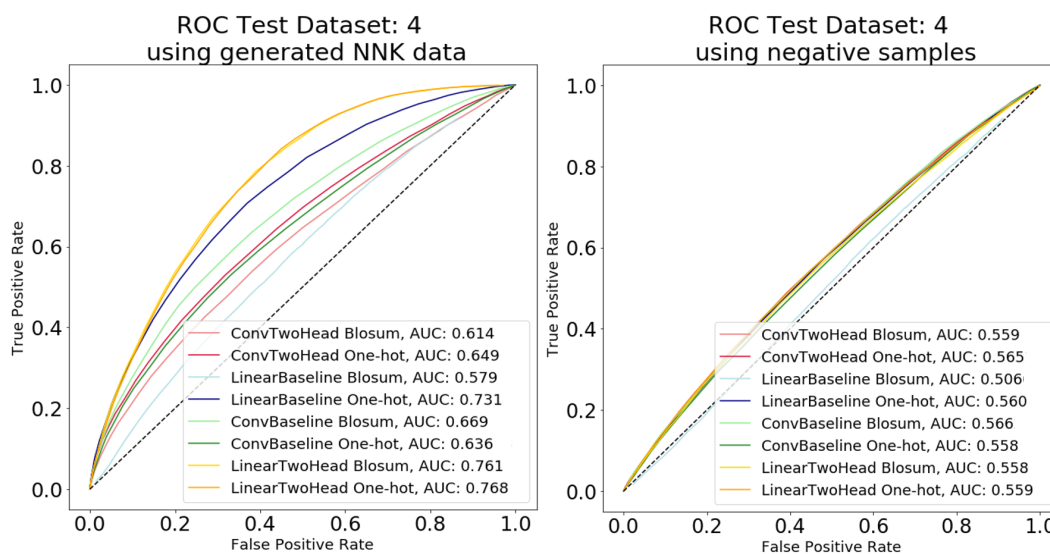 ROC Test Dataset: 4
using generated NNK data
True Positive Rate
1.0
0.8
0.6
0.4
0.2
0.0
ConvTwoHead Blosum, AUC: 0.614
ConvTwoHead One-hot, AUC: 0.649
LinearBaseline Blosum, AUC: 0.579
LinearBaseline One-hot, AUC: 0.731
ConvBaseline Blosum, AUC: 0.669
ConvBaseline One-hot, AUC: 0.636
LinearTwoHead Blosum, AUC: 0.761
LinearTwoHead One-hot, AUC: 0.768
0.0 0.2 0.4 0.6 0.8 1.0
False Positive Rate
ROC Test Dataset: 4
using negative samples
True Positive Rate
1.0
0.8
0.6
0.4
0.2
0.0
ConvTwoHead Blosum, AUC: 0.559
ConvTwoHead One-hot, AUC: 0.565
LinearBaseline Blosum, AUC: 0.506
LinearBaseline One-hot, AUC: 0.560
ConvBaseline Blosum, AUC: 0.566
ConvBaseline One-hot, AUC: 0.558
LinearTwoHead Blosum, AUC: 0.558
LinearTwoHead One-hot, AUC: 0.559
0.0 0.2 0.4 0.6 0.8 1.0
False Positive Rate